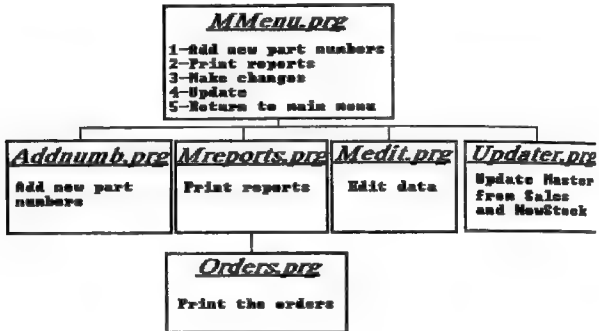 MMenu.prg
1-Add new part numbers
2-Print reports
3-Make changes
4-Update
5-Return to main menu
Addnumb.prg
Add new part
numbers
Mreports.prg
Print reports
Medit.prg
Edit data
Updater.prg
Update Master
from Sales
and NewStock
Orders.prg
Print the orders